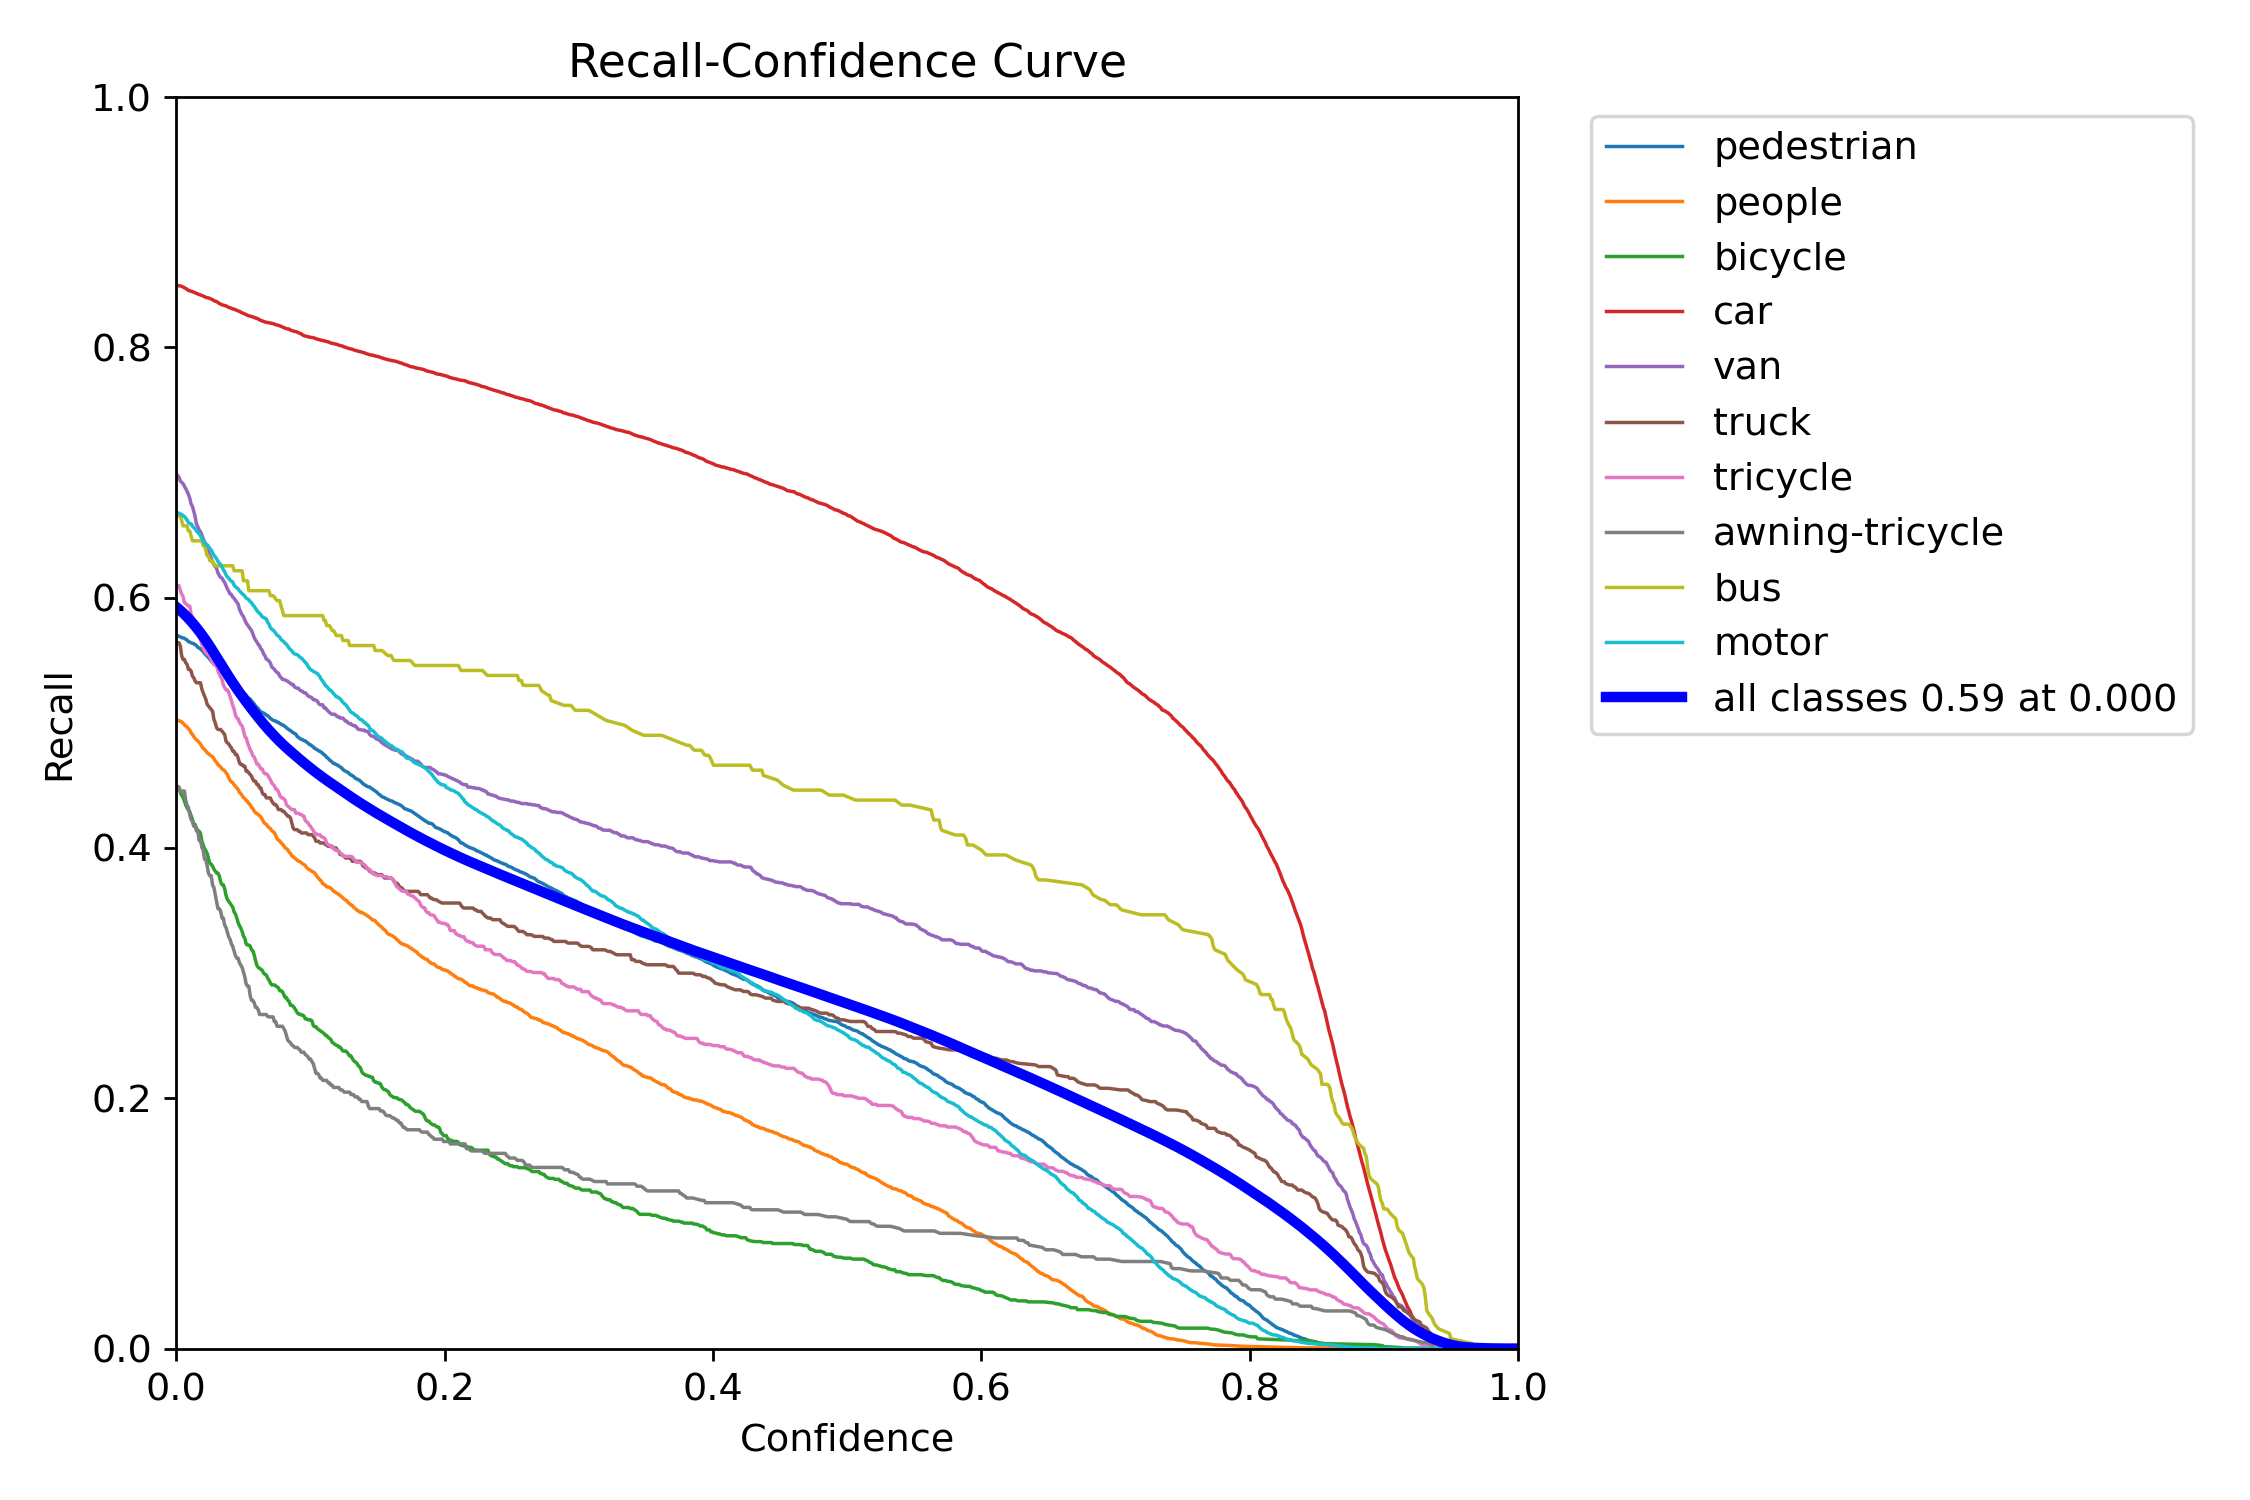 Recall-Confidence Curve
1.0
0.8
0.6
0.4
0.2
0.0
Recall
0.0 0.2 0.4 0.6 0.8 1.0
Confidence
pedestrian
people
bicycle
car
van
truck
tricycle
awning-tricycle
bus
motor
all classes 0.59 at 0.000